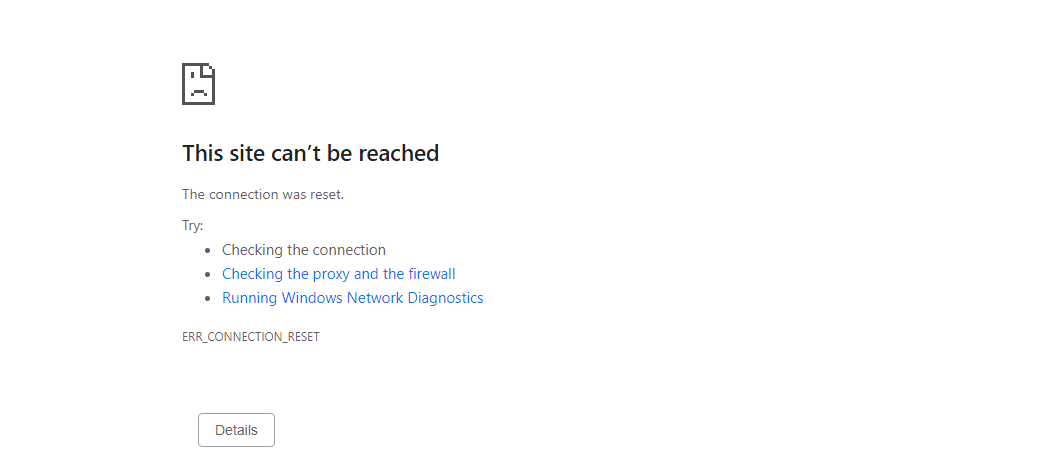 This site can’t be reached
The connection was reset.
Try:
Checking the connection
Checking the proxy and the firewall
Running Windows Network Diagnostics
ERR_CONNECTION_RESET
Details